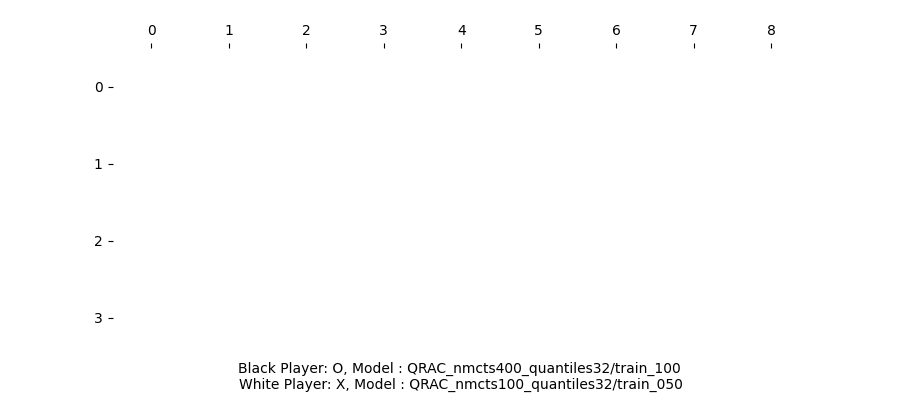 0 1 2 3 4 5 6 7 8
0
1
2
3
Black Player: O, Model : QRAC_nmcts400_quantiles32/train_100
White Player: X, Model : QRAC_nmcts100_quantiles32/train_050